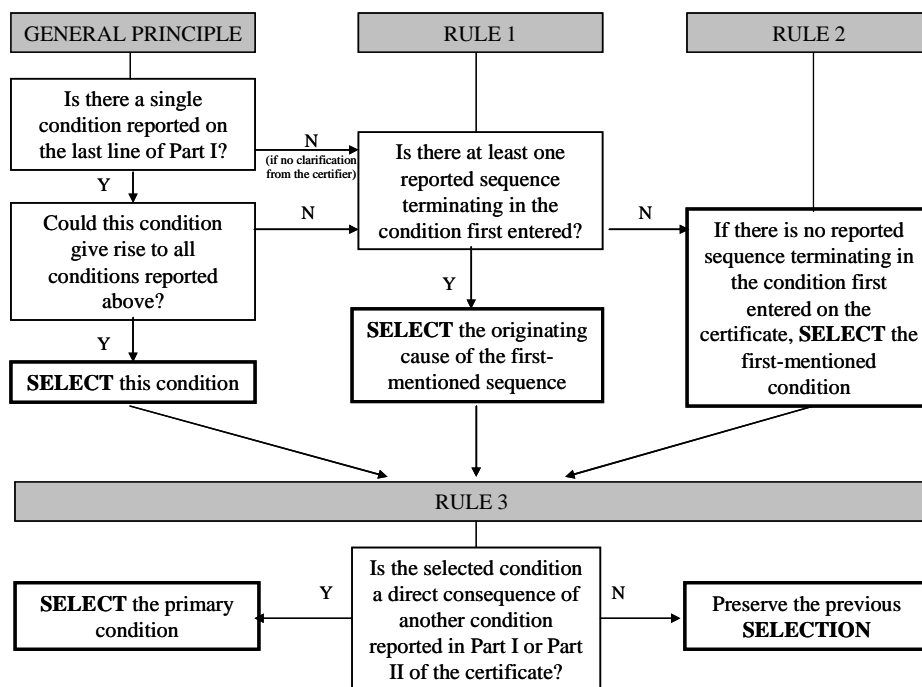 GENERAL PRINCIPLE
RULE 1
RULE 2
Is there a single
condition reported on
the last line of Part I?
N
(if no clarification
from the certifier)
Y
Could this condition
give rise to all
conditions reported
above?
N
Y
SELECT this condition
Is there at least one
reported sequence
terminating in the
condition first entered?
N
Y
SELECT the originating
cause of the first-
mentioned sequence
If there is no reported
sequence terminating in
the condition first
entered on the
certificate, SELECT the
first-mentioned
condition
RULE 3
Is the selected condition
a direct consequence of
another condition
reported in Part I or Part
II of the certificate?
Y
SELECT the primary
condition
N
Preserve the previous
SELECTION